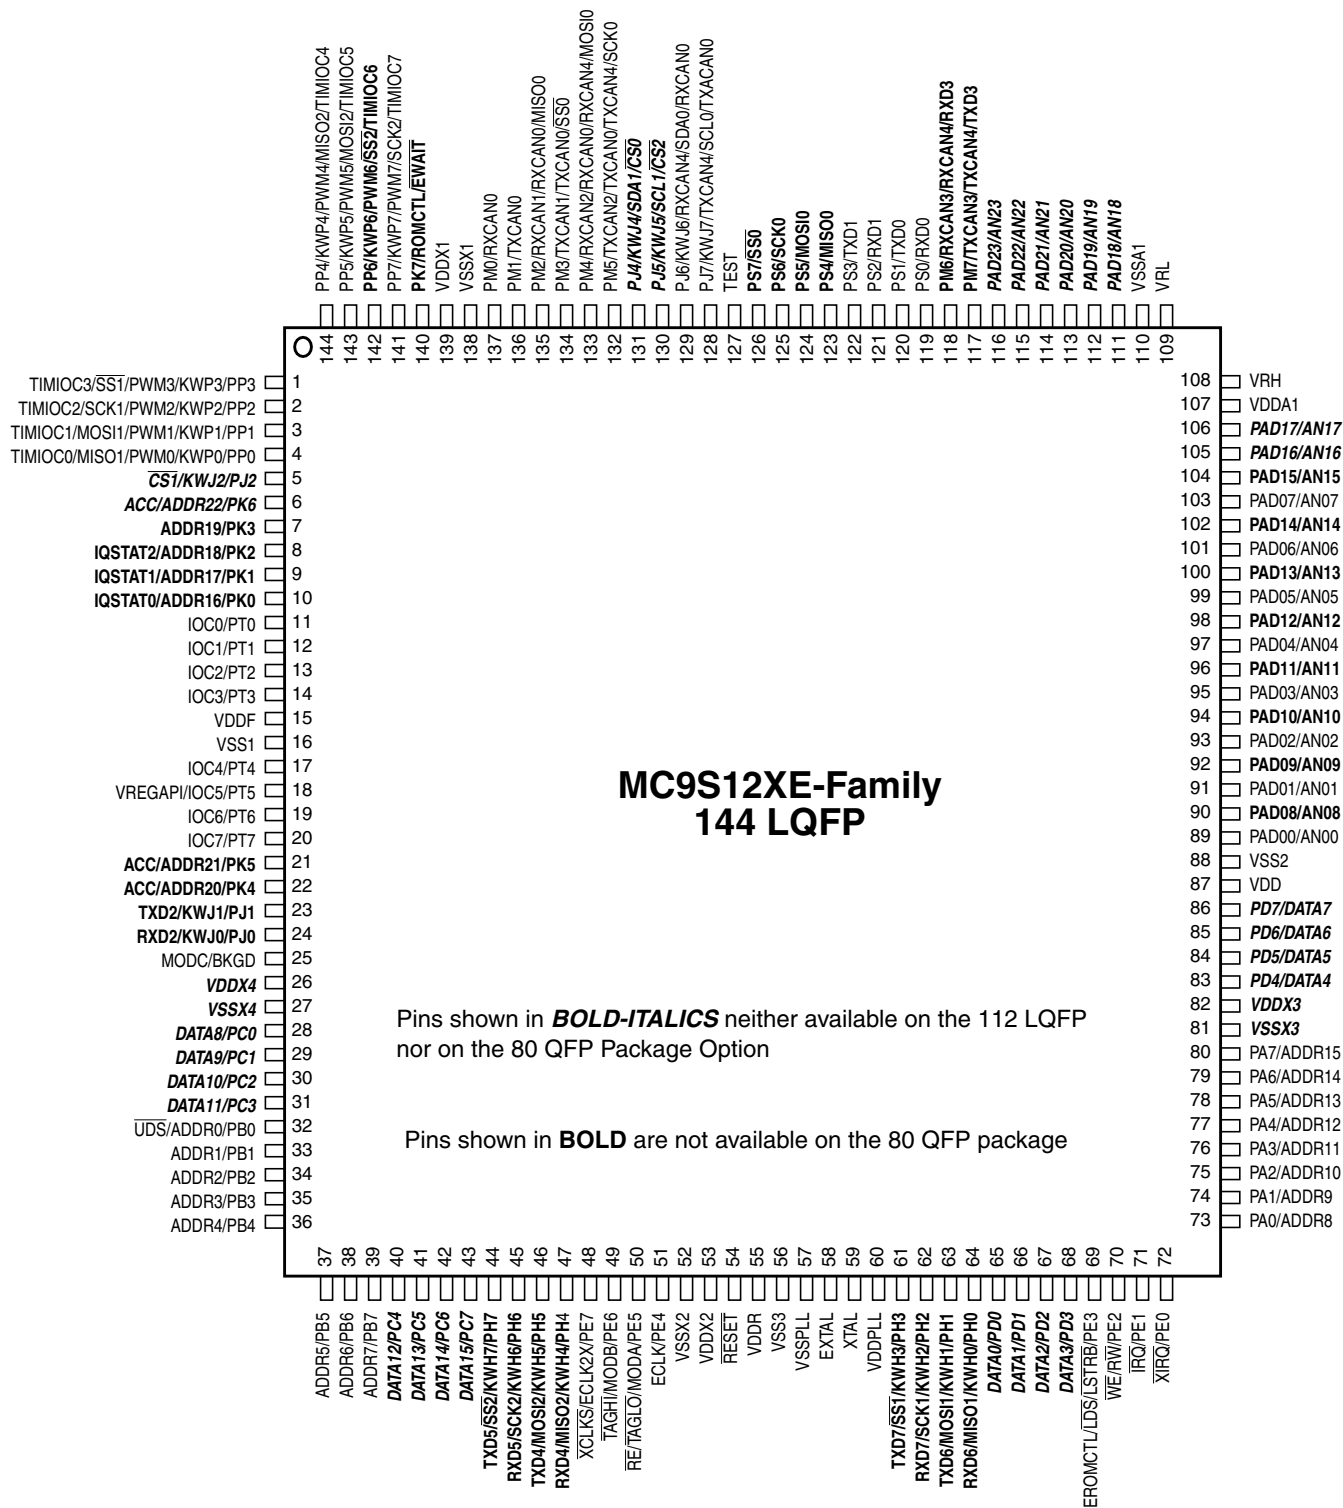 PP4/KWP4/PWM4/MISO2/TIMIOC4
PP5/KWP5/PWM5/MOSI2/TIMIOC5
PP6/KWP6/PWM6/SS2/TIMIOC6
PP7/KWP7/PWM7/SCK2/TIMIOC7
PK7/ROMCTL/EWAIT
VDDX1
VSSX1
PM0/RXCAN0
PM1/TXCAN0
PM2/RXCAN1/RXCAN0/MISO0
PM3/TXCAN1/TXCAN0/SS0
PM4/RXCAN2/RXCAN0/RXCAN4/MOSI0
PM5/TXCAN2/TXCAN0/TXCAN4/SCK0
PJ4/KWJ4/SDA1/CS0
PJ5/KWJ5/SCL1/CS2
PJ6/KWJ6/RXCAN4/SDA0/RXCAN0
PJ7/KWJ7/TXCAN4/SCL0/TXACAN0
TEST
PS7/SS0
PS6/SCK0
PS5/MOSI0
PS4/MISO0
PS3/TXD1
PS2/RXD1
PS1/TXD0
PS0/RXD0
PM6/RXCAN3/RXCAN4/RXD3
PM7/TXCAN3/TXCAN4/TXD3
PAD23/AN23
PAD22/AN22
PAD21/AN21
PAD20/AN20
PAD19/AN19
PAD18/AN18
VSSA1
VRL
144
143
142
141
140
139
138
137
136
135
134
133
132
131
130
129
128
127
126
125
124
123
122
121
120
119
118
117
116
115
114
113
112
111
110
109
TIMIOC3/SS1/PWM3/KWP3/PP3 1
TIMIOC2/SCK1/PWM2/KWP2/PP2 2
TIMIOC1/MOSI1/PWM1/KWP1/PP1 3
TIMIOC0/MISO1/PWM0/KWP0/PP0 4
CS1/KWJ2/PJ2 5
ACC/ADDR22/PK6 6
ADDR19/PK3 7
IQSTAT2/ADDR18/PK2 8
IQSTAT1/ADDR17/PK1 9
IQSTAT0/ADDR16/PK0 10
IOC0/PT0 11
IOC1/PT1 12
IOC2/PT2 13
IOC3/PT3 14
VDDF 15
VSS1 16
IOC4/PT4 17
VREGAPI/IOC5/PT5 18
IOC6/PT6 19
IOC7/PT7 20
ACC/ADDR21/PK5 21
ACC/ADDR20/PK4 22
TXD2/KWJ1/PJ1 23
RXD2/KWJ0/PJ0 24
MODC/BKGD 25
VDDX4 26
VSSX4 27
DATA8/PC0 28
DATA9/PC1 29
DATA10/PC2 30
DATA11/PC3 31
UDS/ADDR0/PB0 32
ADDR1/PB1 33
ADDR2/PB2 34
ADDR3/PB3 35
ADDR4/PB4 36
MC9S12XE-Family
144 LQFP
Pins shown in BOLD-ITALICS neither available on the 112 LQFP
nor on the 80 QFP Package Option
Pins shown in BOLD are not available on the 80 QFP package
108 VRH
107 VDDA1
106 PAD17/AN17
105 PAD16/AN16
104 PAD15/AN15
103 PAD07/AN07
102 PAD14/AN14
101 PAD06/AN06
100 PAD13/AN13
99 PAD05/AN05
98 PAD12/AN12
97 PAD04/AN04
96 PAD11/AN11
95 PAD03/AN03
94 PAD10/AN10
93 PAD02/AN02
92 PAD09/AN09
91 PAD01/AN01
90 PAD08/AN08
89 PAD00/AN00
88 VSS2
87 VDD
86 PD7/DATA7
85 PD6/DATA6
84 PD5/DATA5
83 PD4/DATA4
82 VDDX3
81 VSSX3
80 PA7/ADDR15
79 PA6/ADDR14
78 PA5/ADDR13
77 PA4/ADDR12
76 PA3/ADDR11
75 PA2/ADDR10
74 PA1/ADDR9
73 PA0/ADDR8
37
38
39
40
41
42
43
44
45
46
47
48
49
50
51
52
53
54
55
56
57
58
59
60
61
62
63
64
65
66
67
68
69
70
71
72
ADDR5/PB5
ADDR6/PB6
ADDR7/PB7
DATA12/PC4
DATA13/PC5
DATA14/PC6
DATA15/PC7
TXD5/SS2/KWH7/PH7
RXD5/SCK2/KWH6/PH6
TXD4/MOSI2/KWH5/PH5
RXD4/MISO2/KWH4/PH4
XCLKS/ECLK2X/PE7
TAGHI/MODB/PE6
RE/TAGLO/MODA/PE5
ECLK/PE4
VSSX2
VDDX2
RESET
VDDR
VSS3
VSSPLL
EXTAL
XTAL
VDDPLL
TXD7/SS1/KWH3/PH3
RXD7/SCK1/KWH2/PH2
TXD6/MOSI1/KWH1/PH1
RXD6/MISO1/KWH0/PH0
DATA0/PD0
DATA1/PD1
DATA2/PD2
DATA3/PD3
EROMCTL/LDS/LSTRB/PE3
WE/RW/PE2
IRQ/PE1
XIRQ/PE0